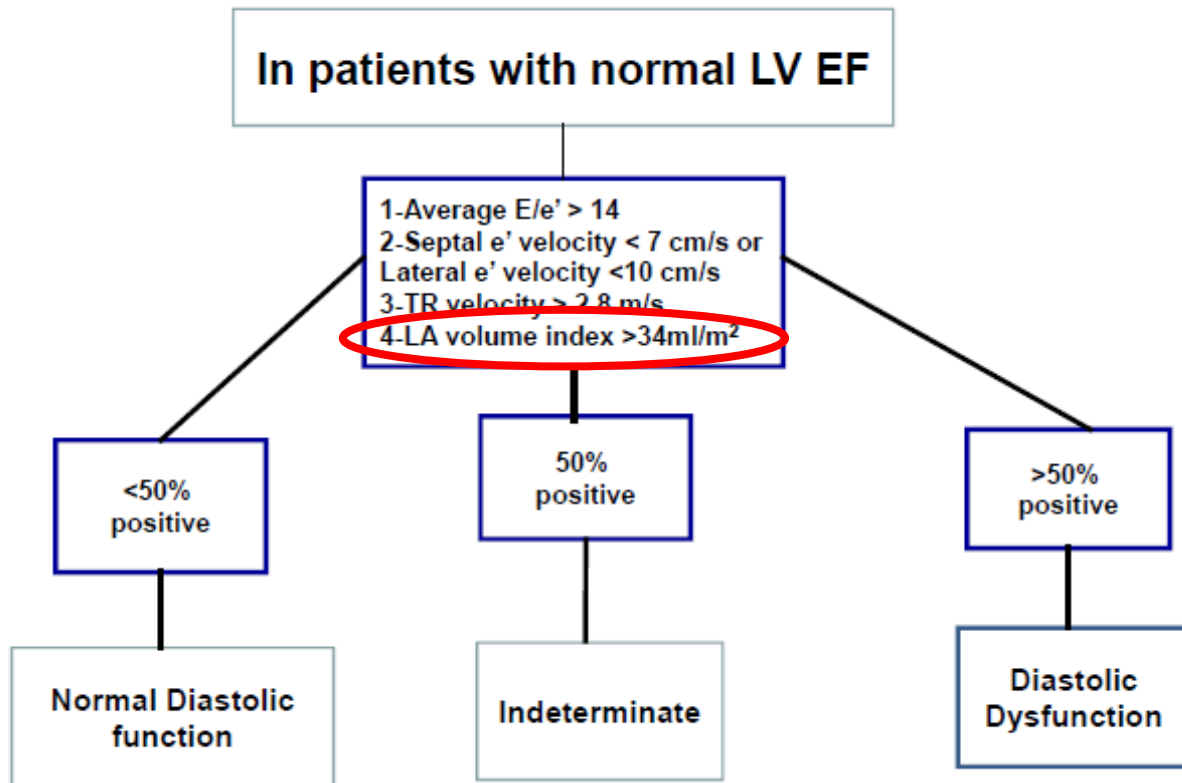 In patients with normal LV EF
1-Average E/e’ > 14
2-Septal e’ velocity < 7 cm/s or
Lateral e’ velocity <10 cm/s
3-TR velocity > 2.8 m/s
4-LA volume index >34ml/m²
<50%
positive
50%
positive
>50%
positive
Normal Diastolic
function
Indeterminate
Diastolic
Dysfunction